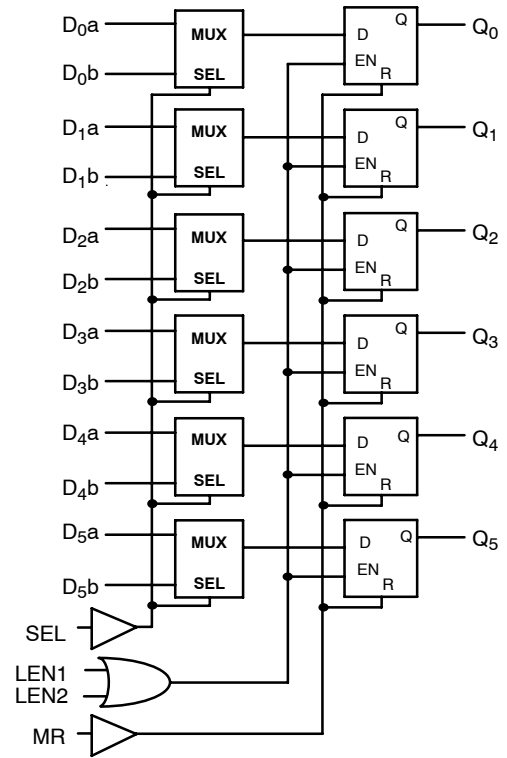 D₀a MUX Q Q₀
D
D₀b SEL EN R
D₁a MUX Q Q₁
D
D₁b SEL EN R
D₂a MUX Q Q₂
D
D₂b SEL EN R
D₃a MUX Q Q₃
D
D₃b SEL EN R
D₄a MUX Q Q₄
D
D₄b SEL EN R
D₅a MUX Q Q₅
D
D₅b SEL EN R
SEL
LEN1
LEN2
MR